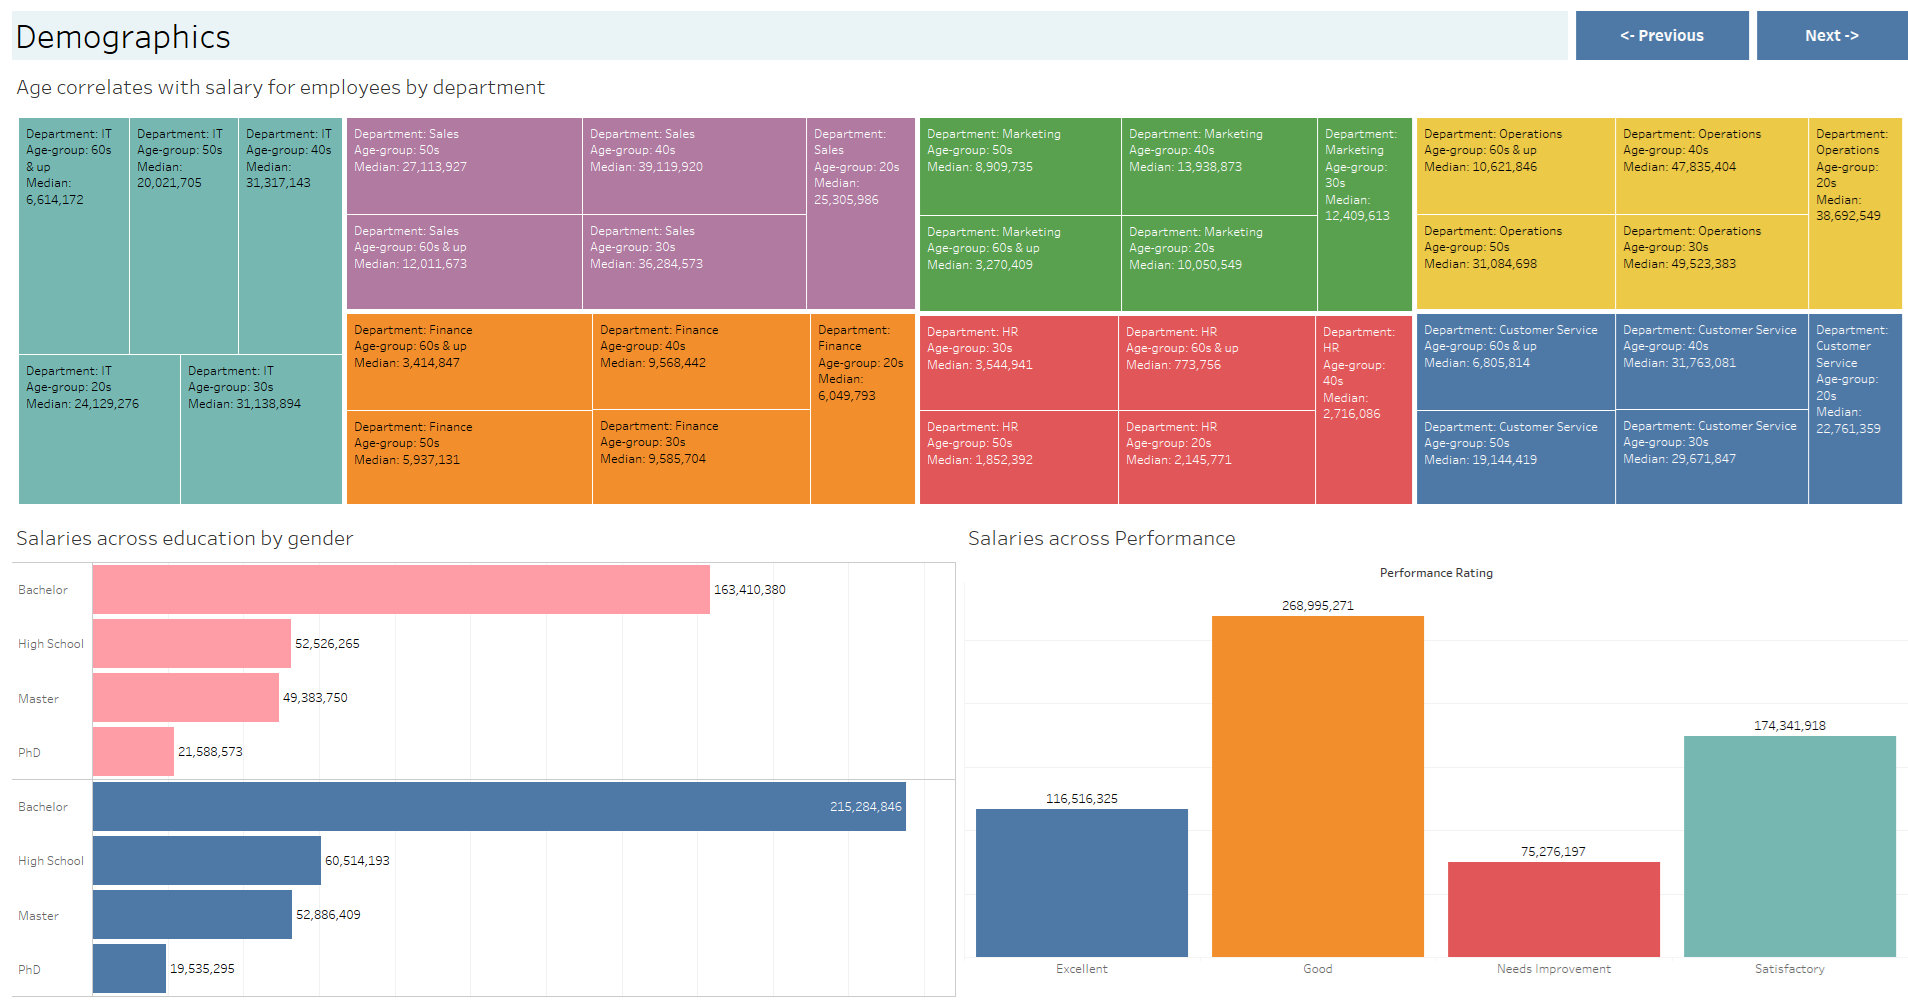 Demographics
<- Previous
Next ->
Age correlates with salary for employees by department
Department: IT
Age-group: 60s
& up
Median:
6,614,172
Department: IT
Age-group: 50s
Median:
20,021,705
Department: IT
Age-group: 40s
Median:
31,317,143
Department: IT
Age-group: 20s
Median: 24,129,276
Department: IT
Age-group: 30s
Median: 31,138,894
Department: Sales
Age-group: 50s
Median: 27,113,927
Department: Sales
Age-group: 40s
Median: 39,119,920
Department:
Sales
Age-group: 20s
Median:
25,305,986
Department: Sales
Age-group: 60s & up
Median: 12,011,673
Department: Sales
Age-group: 30s
Median: 36,284,573
Department: Finance
Age-group: 60s & up
Median: 3,414,847
Department: Finance
Age-group: 40s
Median: 9,568,442
Department:
Finance
Age-group: 20s
Median:
6,049,793
Department: Finance
Age-group: 50s
Median: 5,937,131
Department: Finance
Age-group: 30s
Median: 9,585,704
Department: Marketing
Age-group: 50s
Median: 8,909,735
Department: Marketing
Age-group: 40s
Median: 13,938,873
Department:
Marketing
Age-group:
30s
Median:
12,409,613
Department: Marketing
Age-group: 60s & up
Median: 3,270,409
Department: Marketing
Age-group: 20s
Median: 10,050,549
Department: HR
Age-group: 30s
Median: 3,544,941
Department: HR
Age-group: 60s & up
Median: 773,756
Department:
HR
Age-group:
40s
Median:
2,716,086
Department: HR
Age-group: 50s
Median: 1,852,392
Department: HR
Age-group: 20s
Median: 2,145,771
Department: Operations
Age-group: 60s & up
Median: 10,621,846
Department: Operations
Age-group: 40s
Median: 47,835,404
Department:
Operations
Age-group:
20s
Median:
38,692,549
Department: Operations
Age-group: 50s
Median: 31,084,698
Department: Operations
Age-group: 30s
Median: 49,523,383
Department: Customer Service
Age-group: 60s & up
Median: 6,805,814
Department: Customer Service
Age-group: 40s
Median: 31,763,081
Department:
Customer
Service
Age-group:
20s
Median:
22,761,359
Department: Customer Service
Age-group: 50s
Median: 19,144,419
Department: Customer Service
Age-group: 30s
Median: 29,671,847
Salaries across education by gender
Bachelor
163,410,380
High School
52,526,265
Master
49,383,750
PhD
21,588,573
Bachelor
215,284,846
High School
60,514,193
Master
52,886,409
PhD
19,535,295
Salaries across Performance
Performance Rating
116,516,325
268,995,271
75,276,197
174,341,918
Excellent
Good
Needs Improvement
Satisfactory